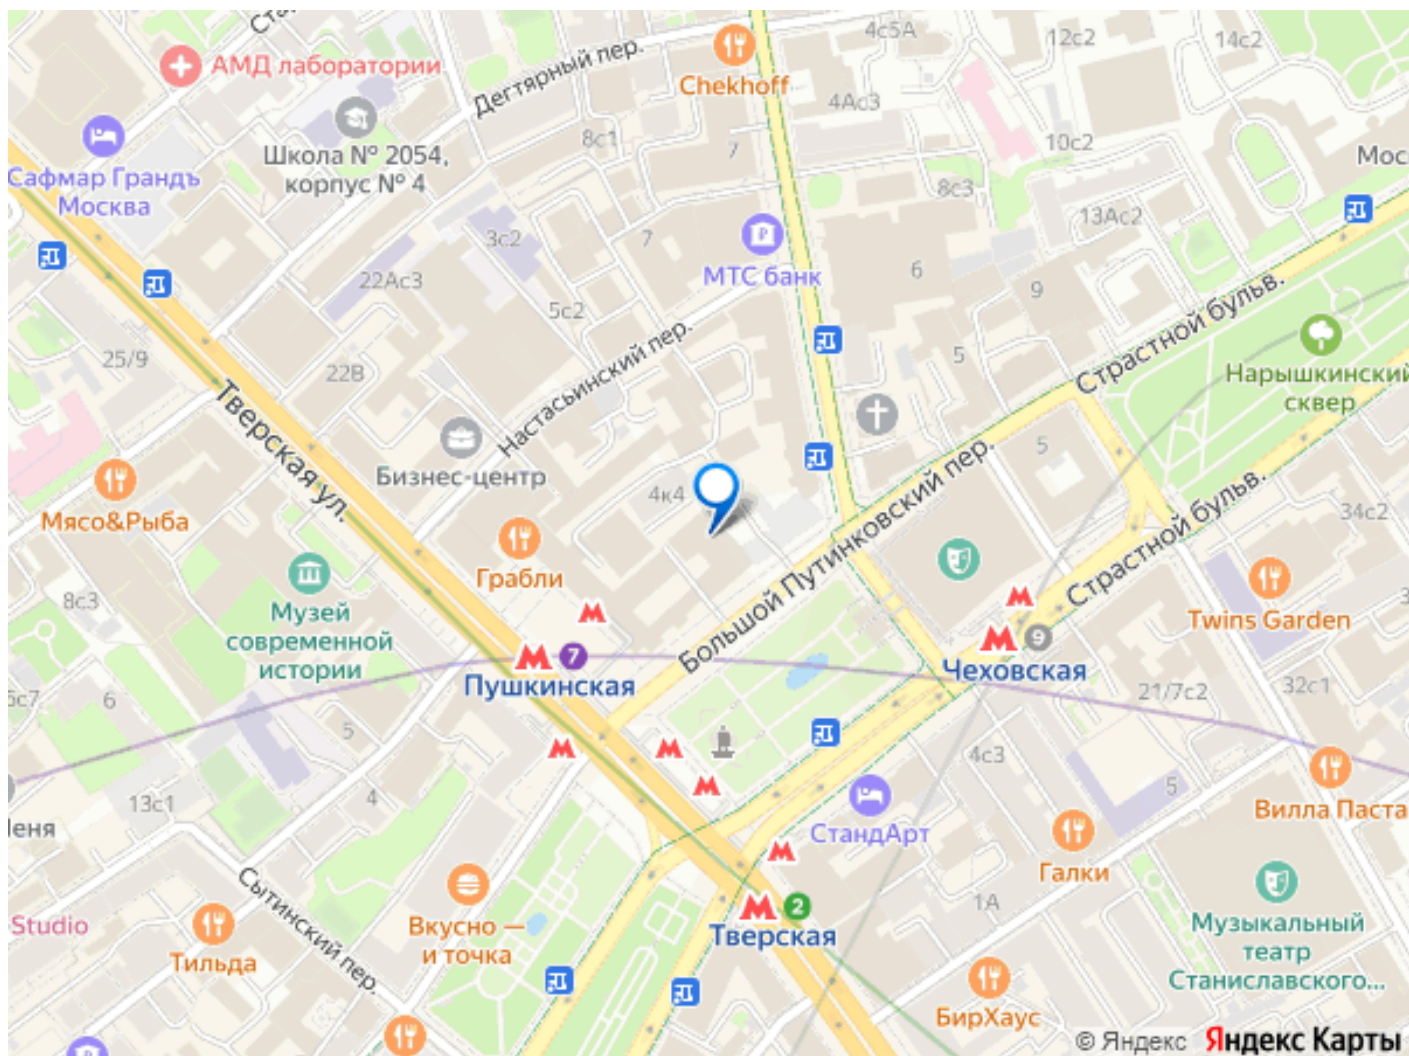 4с5А
12с2
14с2
Chekhoff
Дегтярный пер.
АМД лаборатории
4Ас3
8с1
10с2
Школа № 2054,
корпус № 4
7
Сафмар Грандъ
Москва
8с3
13Ас2
3с2
7
МТС банк
6
9
22Ас3
5с2
Страстной бульв.
25/9
22В
Настасьинский пер.
5
Нарышкинский
сквер
Тверская ул.
Бизнес-центр
5
4к4
Большой Путинковский пер.
Страстной бульв.
34с2
Мясо&Рыба
Грабли
8с3
Музей
современной
истории
Twins Garden
7
Пушкинская
9
Чеховская
6
21/7с2
32с1
5
4с3
5
13с1
4
СтандАрт
Вилла Паста
Галки
Сытинский пер.
1А
Studio
Тильда
Вкусно —
и точка
2
Тверская
Музыкальный
театр
Станиславского...
БирХаус
© Яндекс Яндекс Карты